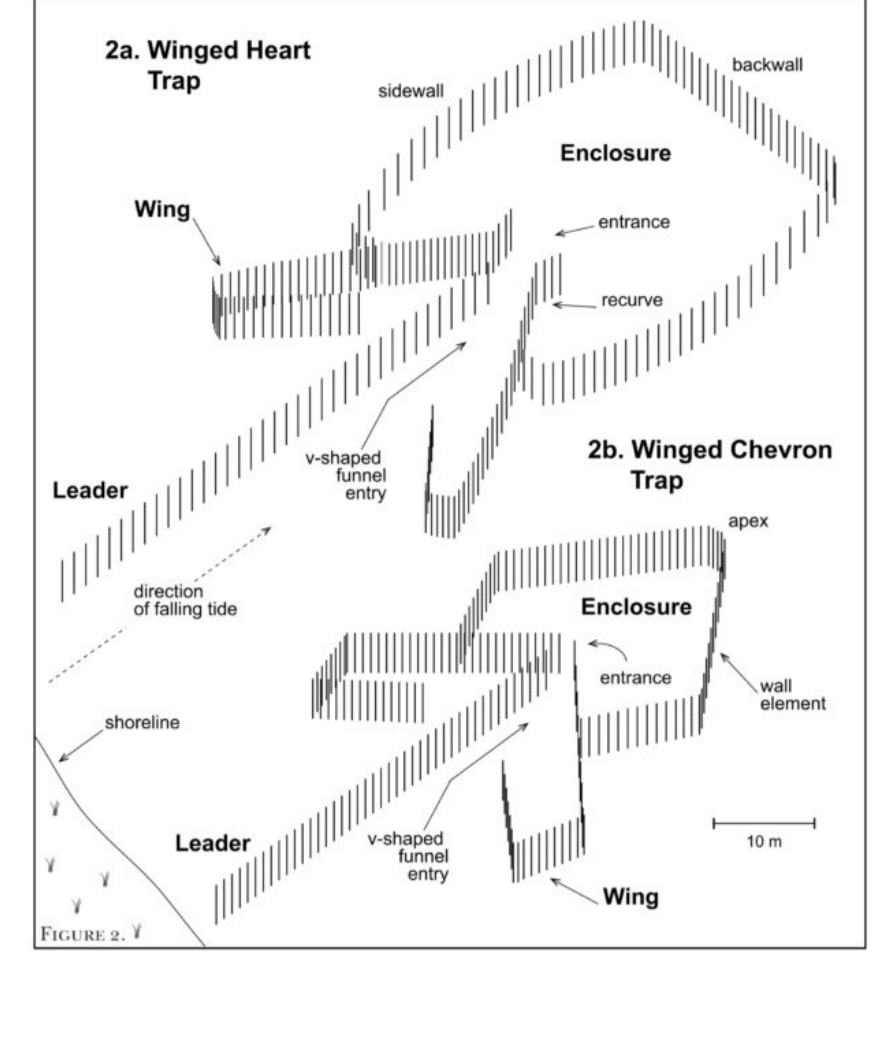 2a. Winged Heart
Trap
sidewall
backwall
Enclosure
Wing
entrance
recurve
v-shaped
funnel
entry
Leader
direction
of falling tide
2b. Winged Chevron
Trap
apex
Enclosure
entrance
wall
element
shoreline
Leader
v-shaped
funnel
entry
10 m
Wing
FIGURE 2.